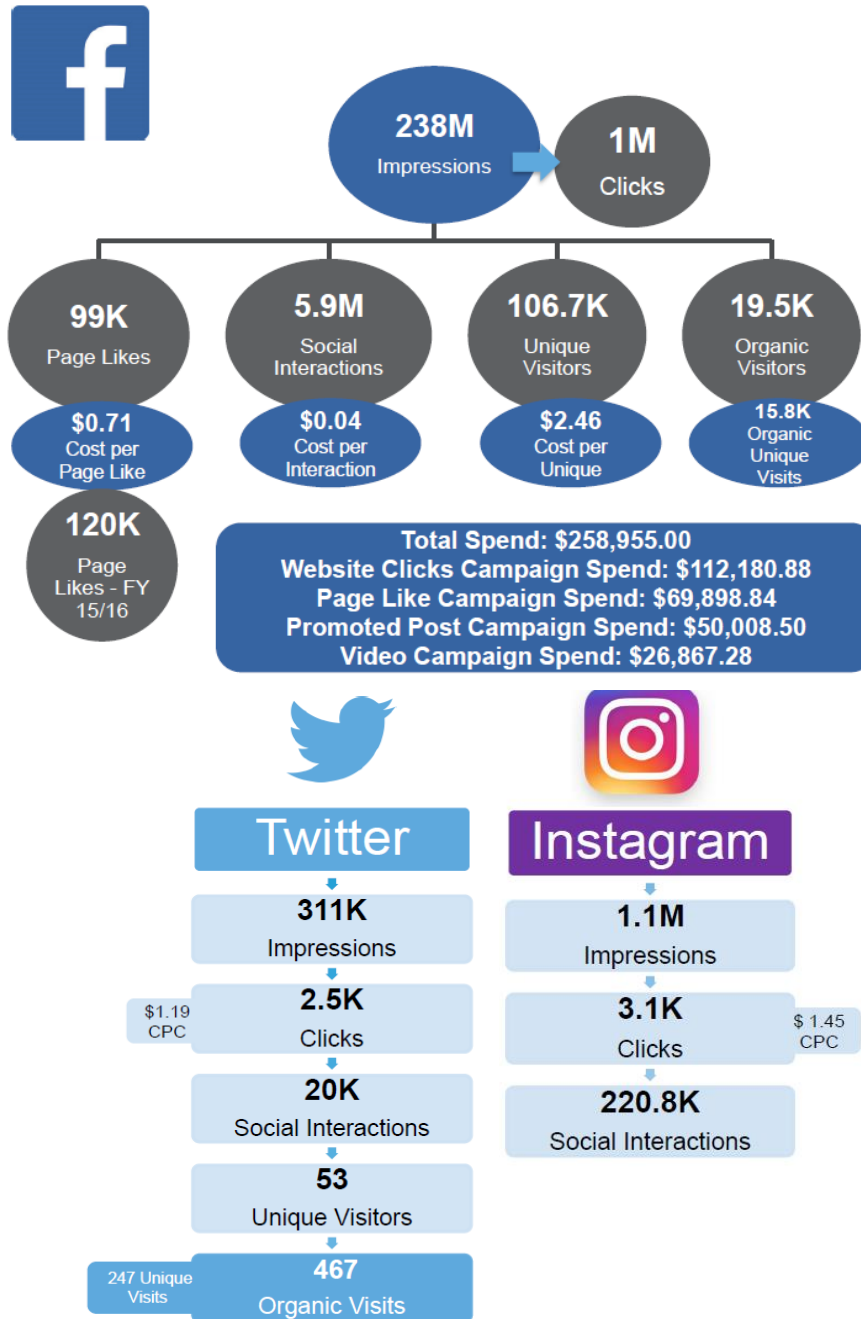 f
238M
Impressions
1M
Clicks
99K
Page Likes
$0.71
Cost per
Page Like
120K
Page
Likes - FY
15/16
5.9M
Social
Interactions
$0.04
Cost per
Interaction
106.7K
Unique
Visitors
$2.46
Cost per
Unique
19.5K
Organic
Visitors
15.8K
Organic
Unique
Visits
Total Spend: $258,955.00
Website Clicks Campaign Spend: $112,180.88
Page Like Campaign Spend: $69,898.84
Promoted Post Campaign Spend: $50,008.50
Video Campaign Spend: $26,867.28
Twitter
311K
Impressions
$1.19
CPC
2.5K
Clicks
20K
Social Interactions
53
Unique Visitors
247 Unique
Visits
467
Organic Visits
Instagram
1.1M
Impressions
3.1K
Clicks
$ 1.45
CPC
220.8K
Social Interactions